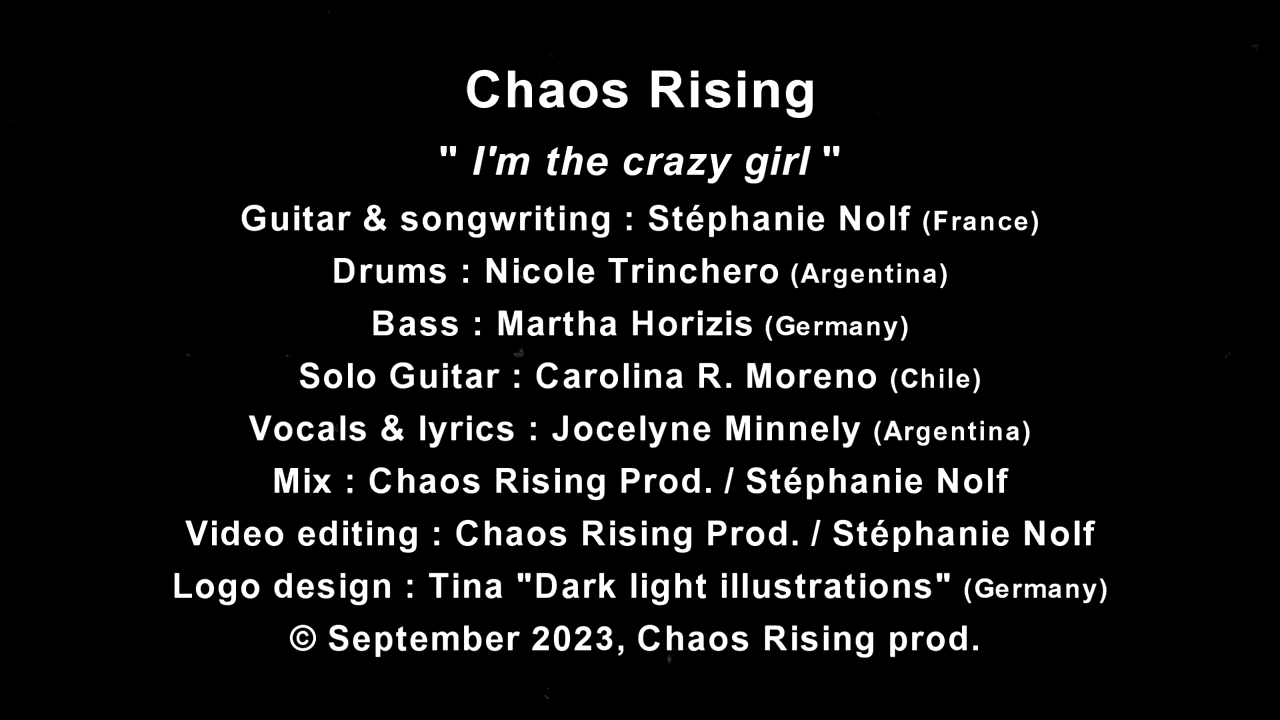 Chaos Rising
" I'm the crazy girl "
Guitar & songwriting : Stéphanie Nolf (France)
Drums : Nicole Trinchero (Argentina)
Bass : Martha Horizis (Germany)
Solo Guitar : Carolina R. Moreno (Chile)
Vocals & lyrics : Jocelyne Minnely (Argentina)
Mix : Chaos Rising Prod. / Stéphanie Nolf
Video editing : Chaos Rising Prod. / Stéphanie Nolf
Logo design : Tina "Dark light illustrations" (Germany)
© September 2023, Chaos Rising prod.